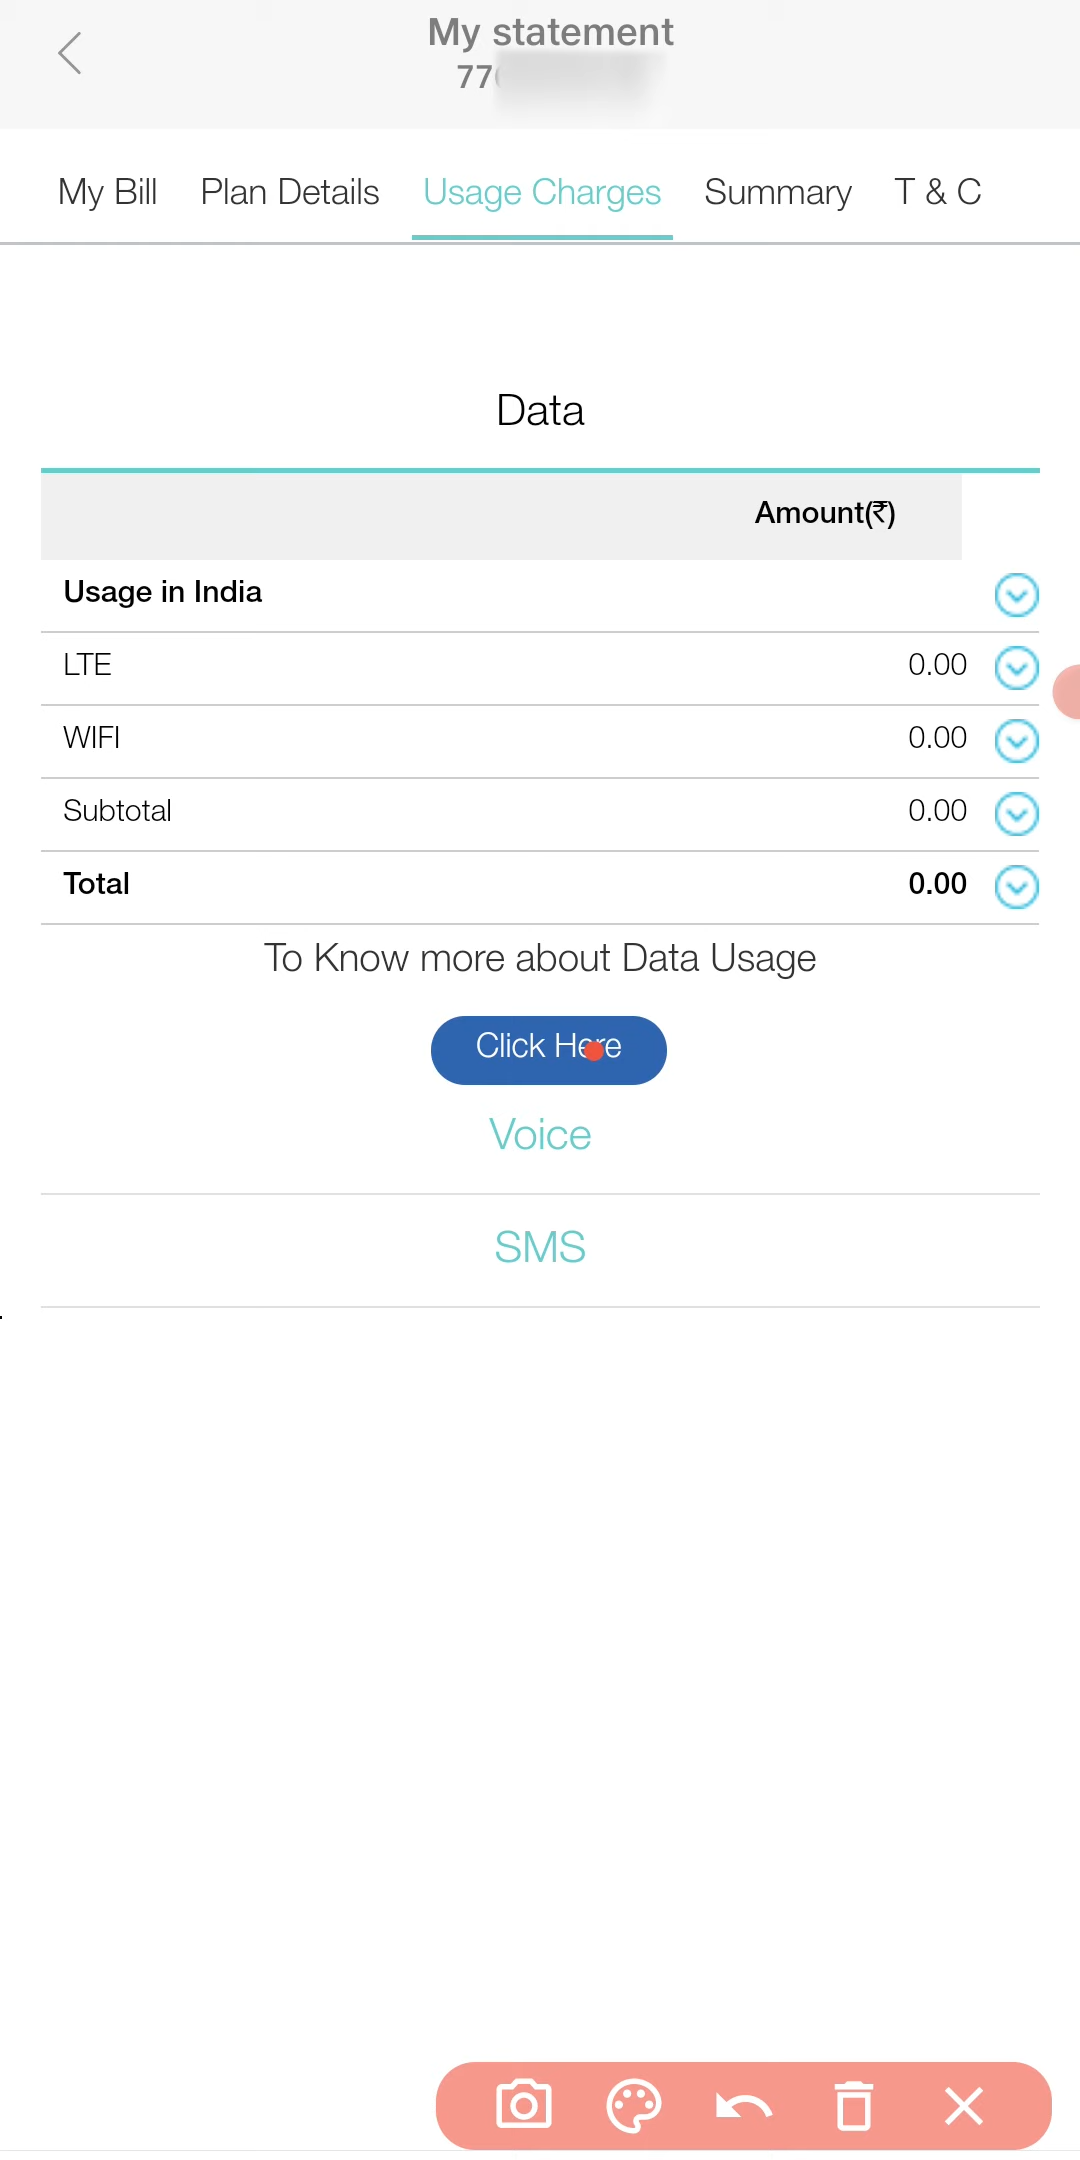 My statement
77
My Bill Plan Details Usage Charges Summary T & C
Data
Amount(₹)
Usage in India
LTE 0.00
WIFI 0.00
Subtotal 0.00
Total 0.00
To Know more about Data Usage
Click Here
Voice
SMS